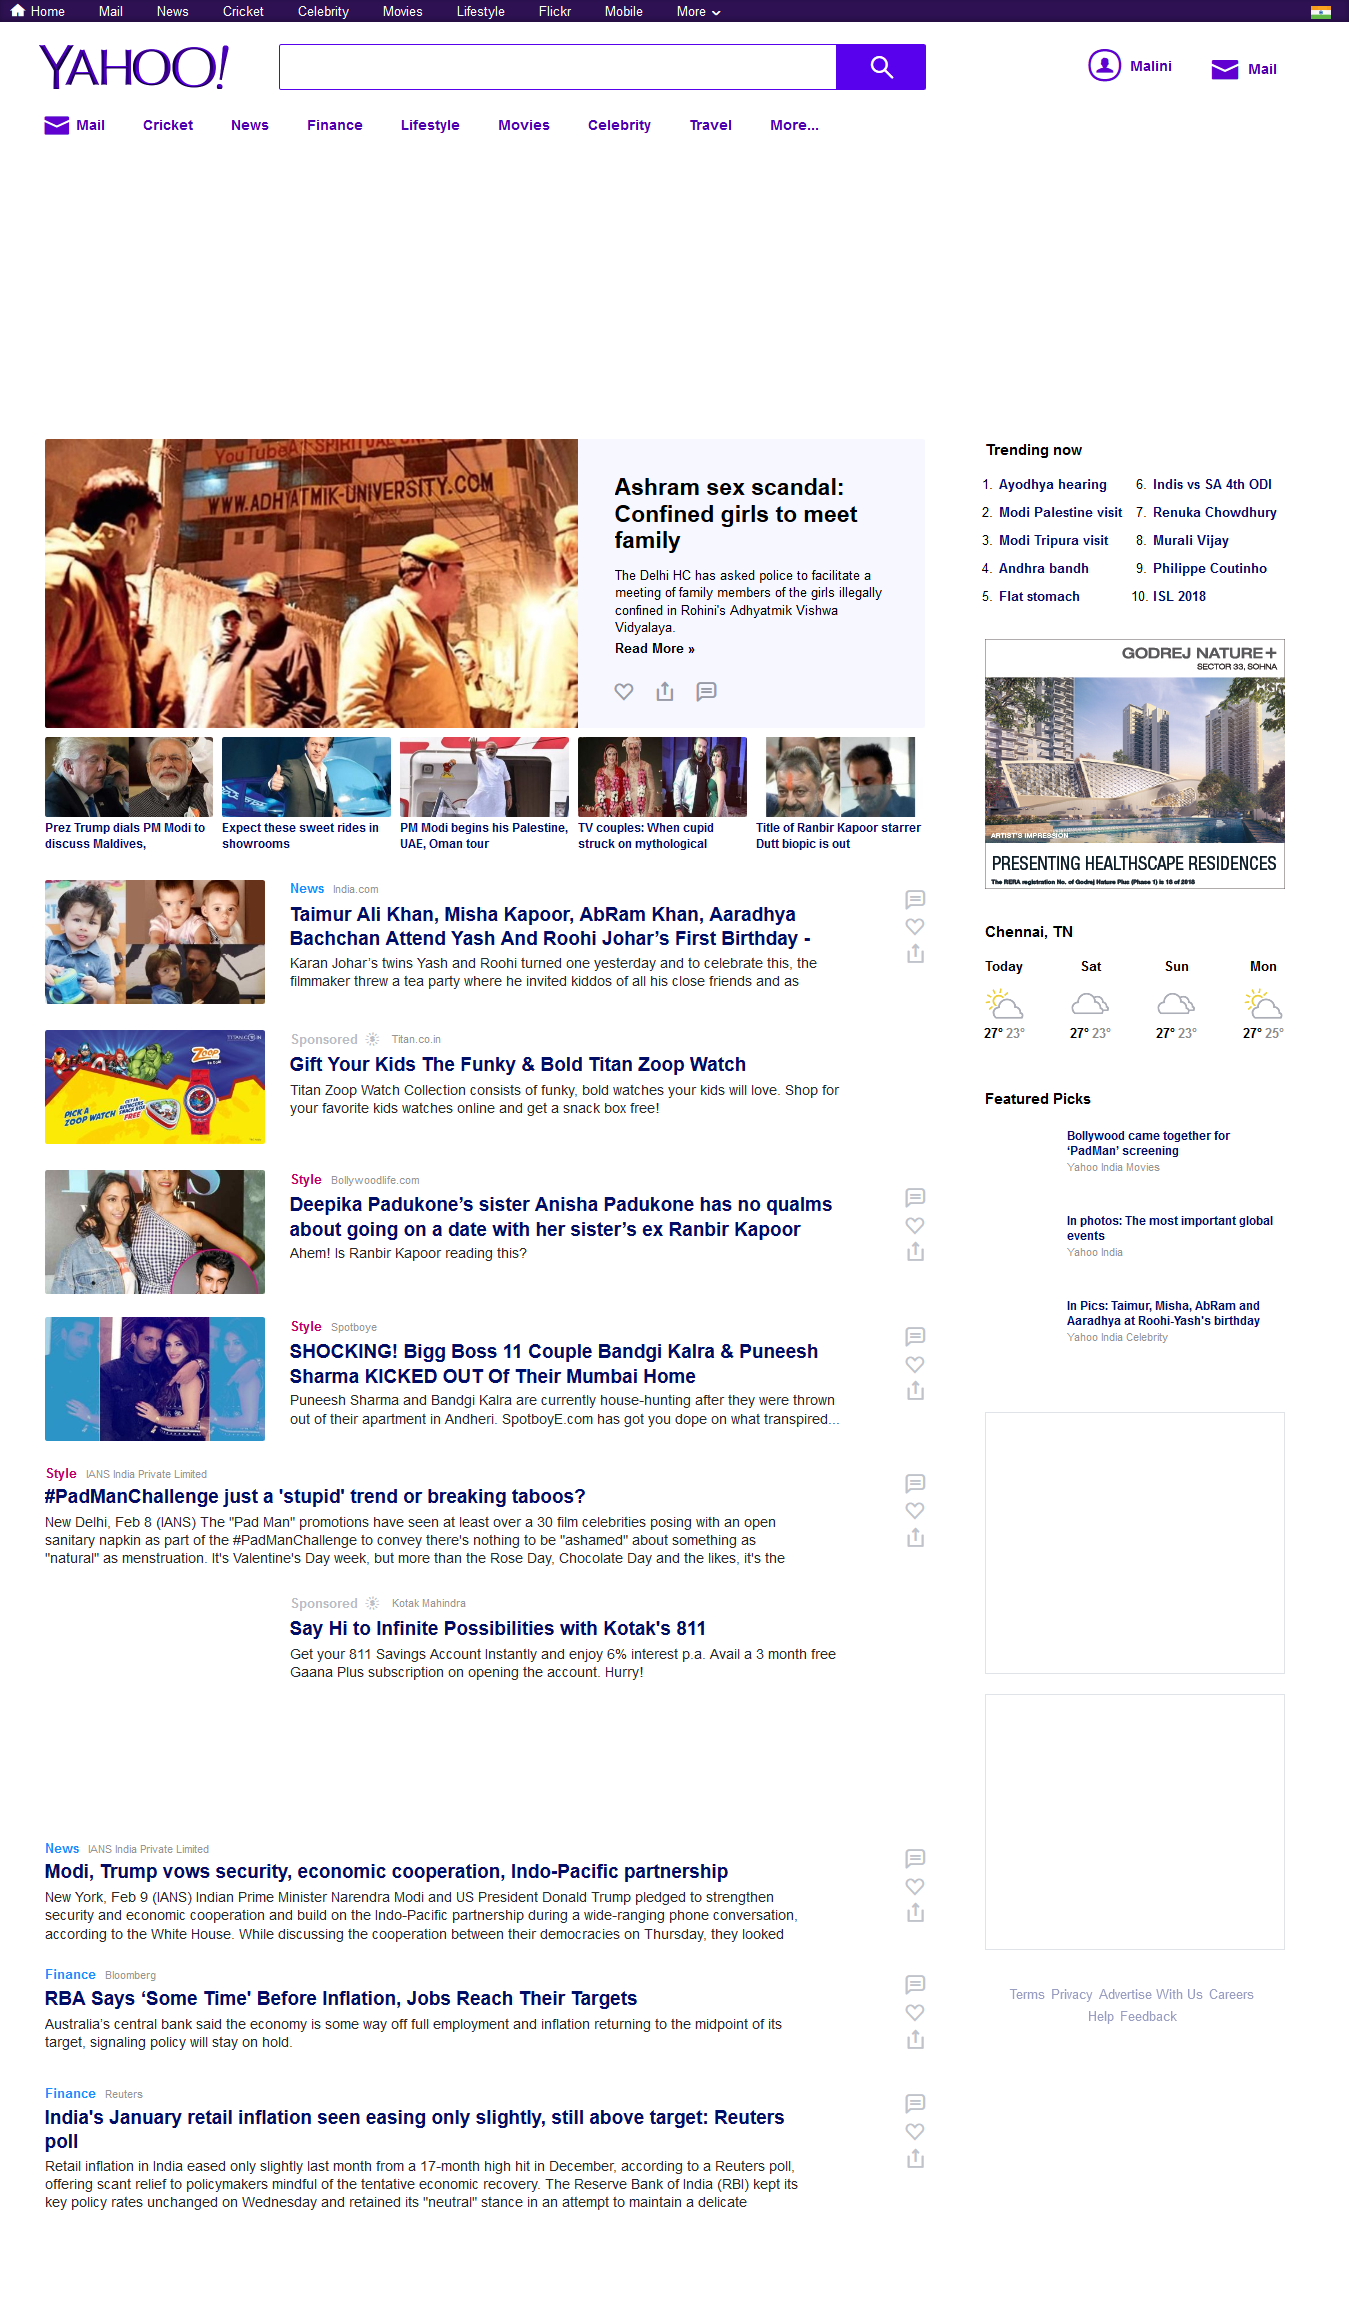 Home Mail News Cricket Celebrity Movies Lifestyle Flickr Mobile More
YAHOO!
Malini
Mail
Mail Cricket News Finance Lifestyle Movies Celebrity Travel More...
YouTube A SPIRITUAL UNI
WWW.ADHYATMIK-UNIVERSITY.COM
Ashram sex scandal:
Confined girls to meet
family
The Delhi HC has asked police to facilitate a
meeting of family members of the girls illegally
confined in Rohini's Adhyatmik Vishwa
Vidyalaya.
Read More »
Prez Trump dials PM Modi to
discuss Maldives,
Expect these sweet rides in
showrooms
PM Modi begins his Palestine,
UAE, Oman tour
TV couples: When cupid
struck on mythological
Title of Ranbir Kapoor starrer
Dutt biopic is out
News India.com
Taimur Ali Khan, Misha Kapoor, AbRam Khan, Aaradhya
Bachchan Attend Yash And Roohi Johar’s First Birthday -
Karan Johar’s twins Yash and Roohi turned one yesterday and to celebrate this, the
filmmaker threw a tea party where he invited kiddos of all his close friends and as
TITAN.CO.IN
ZOOP
PICK A
ZOOP WATCH
GET AN
AVENGERS
SNACK BOX
FREE
Sponsored Titan.co.in
Gift Your Kids The Funky & Bold Titan Zoop Watch
Titan Zoop Watch Collection consists of funky, bold watches your kids will love. Shop for
your favorite kids watches online and get a snack box free!
Style Bollywoodlife.com
Deepika Padukone’s sister Anisha Padukone has no qualms
about going on a date with her sister’s ex Ranbir Kapoor
Ahem! Is Ranbir Kapoor reading this?
Style Spotboye
SHOCKING! Bigg Boss 11 Couple Bandgi Kalra & Puneesh
Sharma KICKED OUT Of Their Mumbai Home
Puneesh Sharma and Bandgi Kalra are currently house-hunting after they were thrown
out of their apartment in Andheri. SpotboyE.com has got you dope on what transpired...
Style IANS India Private Limited
#PadManChallenge just a 'stupid' trend or breaking taboos?
New Delhi, Feb 8 (IANS) The "Pad Man" promotions have seen at least over a 30 film celebrities posing with an open
sanitary napkin as part of the #PadManChallenge to convey there's nothing to be "ashamed" about something as
"natural" as menstruation. It's Valentine's Day week, but more than the Rose Day, Chocolate Day and the likes, it's the
Sponsored Kotak Mahindra
Say Hi to Infinite Possibilities with Kotak's 811
Get your 811 Savings Account Instantly and enjoy 6% interest p.a. Avail a 3 month free
Gaana Plus subscription on opening the account. Hurry!
News IANS India Private Limited
Modi, Trump vows security, economic cooperation, Indo-Pacific partnership
New York, Feb 9 (IANS) Indian Prime Minister Narendra Modi and US President Donald Trump pledged to strengthen
security and economic cooperation and build on the Indo-Pacific partnership during a wide-ranging phone conversation,
according to the White House. While discussing the cooperation between their democracies on Thursday, they looked
Finance Bloomberg
RBA Says ‘Some Time' Before Inflation, Jobs Reach Their Targets
Australia’s central bank said the economy is some way off full employment and inflation returning to the midpoint of its
target, signaling policy will stay on hold.
Finance Reuters
India's January retail inflation seen easing only slightly, still above target: Reuters
poll
Retail inflation in India eased only slightly last month from a 17-month high hit in December, according to a Reuters poll,
offering scant relief to policymakers mindful of the tentative economic recovery. The Reserve Bank of India (RBI) kept its
key policy rates unchanged on Wednesday and retained its "neutral" stance in an attempt to maintain a delicate
Trending now
1. Ayodhya hearing
2. Modi Palestine visit
3. Modi Tripura visit
4. Andhra bandh
5. Flat stomach
6. Indis vs SA 4th ODI
7. Renuka Chowdhury
8. Murali Vijay
9. Philippe Coutinho
10. ISL 2018
GODREJ NATURE+
SECTOR 33, SOHNA
ARTIST'S IMPRESSION
PRESENTING HEALTHSCAPE RESIDENCES
The RERA registration No. of Godrej Nature Plus (Phase 1) is 18 of 2018
Chennai, TN
Today Sat Sun Mon
27° 23° 27° 23° 27° 23° 27° 25°
Featured Picks
Bollywood came together for
‘PadMan’ screening
Yahoo India Movies
In photos: The most important global
events
Yahoo India
In Pics: Taimur, Misha, AbRam and
Aaradhya at Roohi-Yash's birthday
Yahoo India Celebrity
Terms Privacy Advertise With Us Careers
Help Feedback